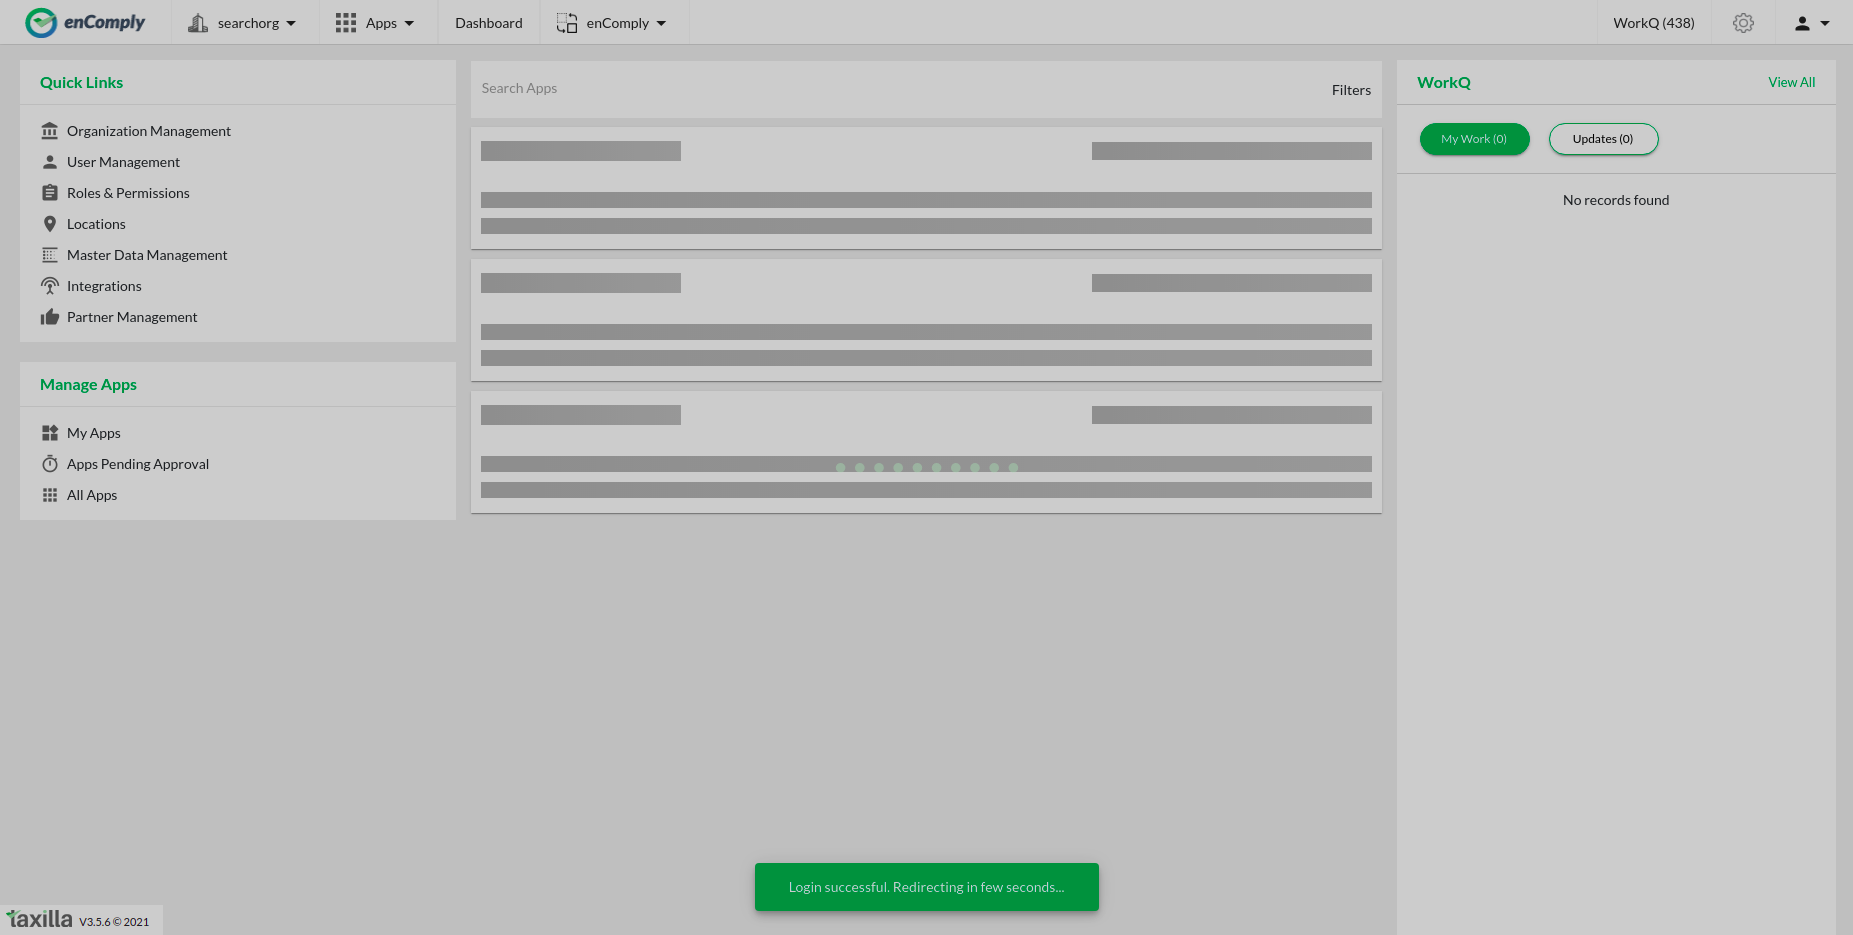 enComply
searchorg
Apps
Dashboard
enComply
WorkQ (438)
Quick Links
Organization Management
User Management
Roles & Permissions
Locations
Master Data Management
Integrations
Partner Management
Manage Apps
My Apps
Apps Pending Approval
All Apps
Search Apps
Filters
WorkQ
View All
My Work (0)
Updates (0)
No records found
Login successful. Redirecting in few seconds...
taxilla V3.5.6 © 2021